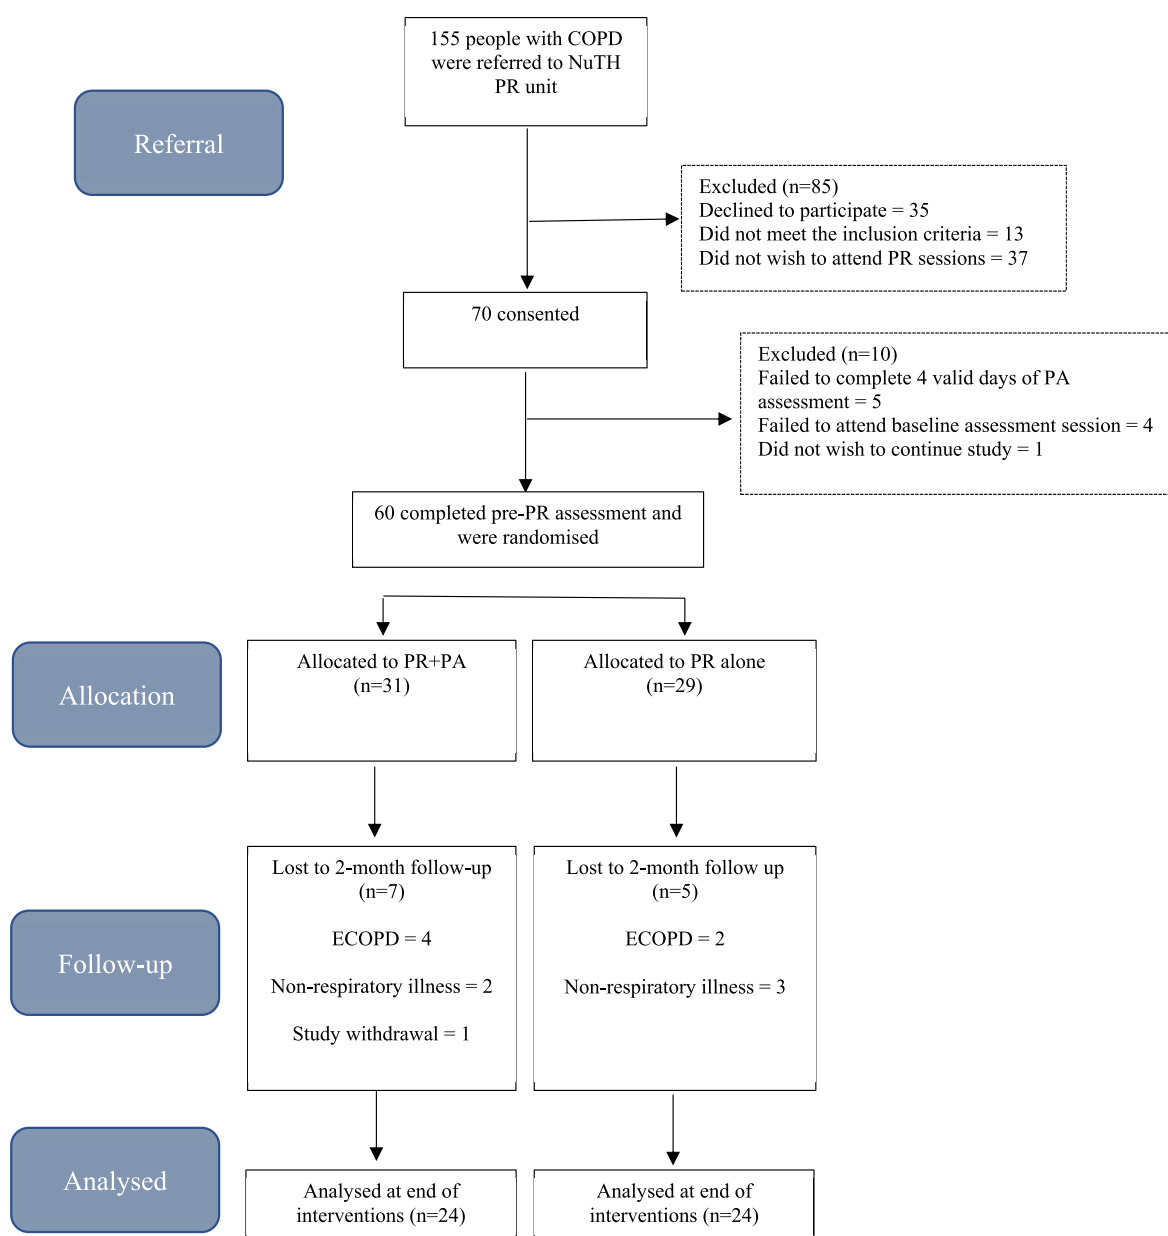 155 people with COPD
were referred to NuTH
PR unit
Referral
Excluded (n=85)
Declined to participate = 35
Did not meet the inclusion criteria = 13
Did not wish to attend PR sessions = 37
70 consented
Excluded (n=10)
Failed to complete 4 valid days of PA
assessment = 5
Failed to attend baseline assessment session = 4
Did not wish to continue study = 1
60 completed pre-PR assessment and
were randomised
Allocation
Allocated to PR+PA
(n=31)
Allocated to PR alone
(n=29)
Follow-up
Lost to 2-month follow-up
(n=7)
ECOPD = 4
Non-respiratory illness = 2
Study withdrawal = 1
Lost to 2-month follow up
(n=5)
ECOPD = 2
Non-respiratory illness = 3
Analysed
Analysed at end of
interventions (n=24)
Analysed at end of
interventions (n=24)